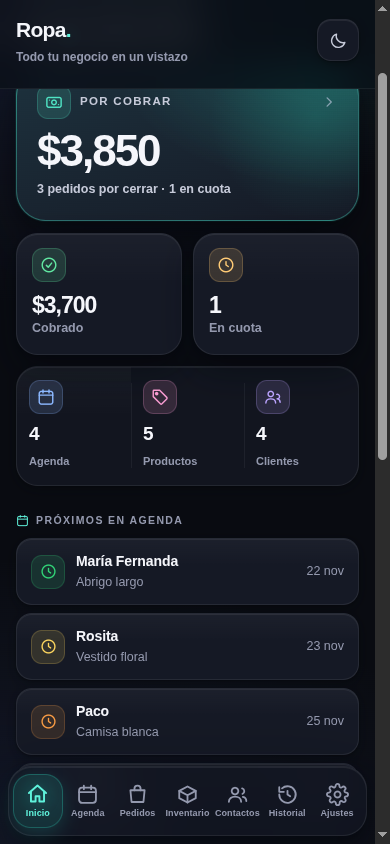 Ropa.
Todo tu negocio en un vistazo
POR COBRAR
$3,850
3 pedidos por cerrar · 1 en cuota
$3,700
Cobrado
1
En cuota
4
Agenda
5
Productos
4
Clientes
PRÓXIMOS EN AGENDA
María Fernanda
Abrigo largo
22 nov
Rosita
Vestido floral
23 nov
Paco
Camisa blanca
25 nov
Inicio
Agenda
Pedidos
Inventario
Contactos
Historial
Ajustes